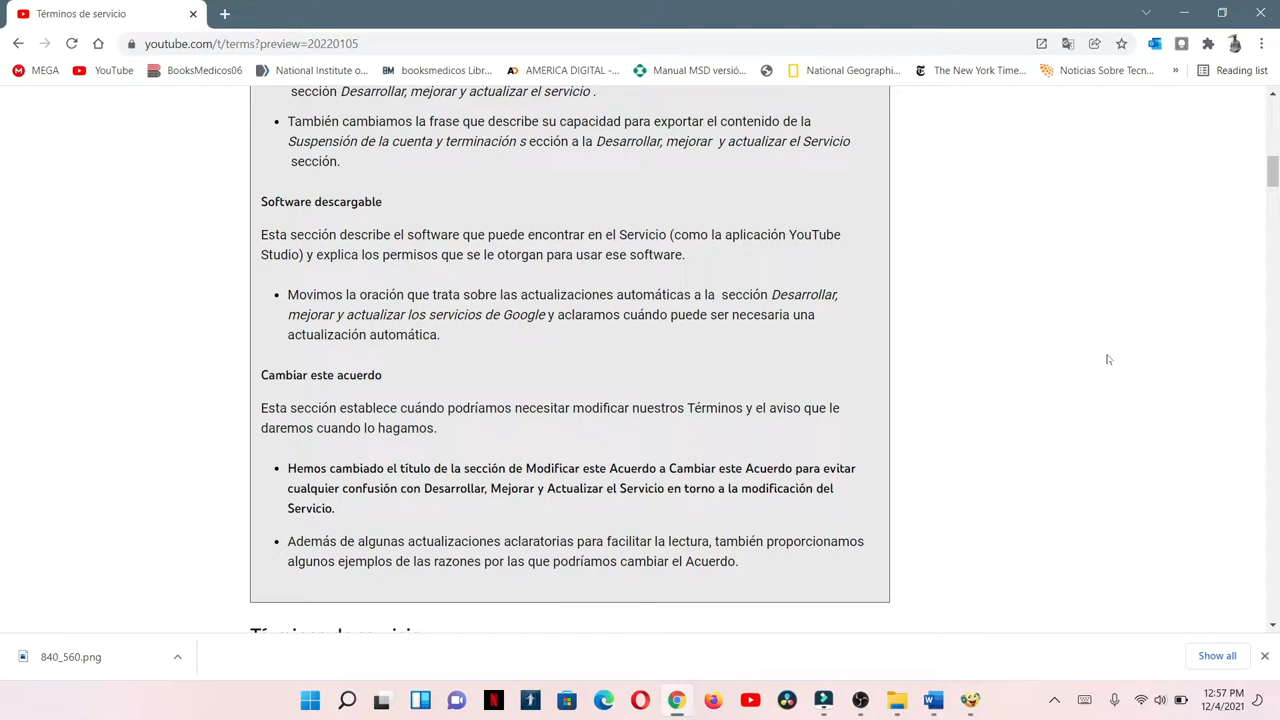 Términos de servicio
youtube.com/t/terms?preview=20220105
MEGA
YouTube
BooksMedicos06
National Institute o...
booksmedicos Libr...
AMERICA DIGITAL -...
Manual MSD versió...
National Geographi...
The New York Time...
Noticias Sobre Tecn...
»
Reading list
sección Desarrollar, mejorar y actualizar el servicio .
• También cambiamos la frase que describe su capacidad para exportar el contenido de la
Suspensión de la cuenta y terminación s ección a la Desarrollar, mejorar y actualizar el Servicio
sección.
Software descargable
Esta sección describe el software que puede encontrar en el Servicio (como la aplicación YouTube
Studio) y explica los permisos que se le otorgan para usar ese software.
• Movimos la oración que trata sobre las actualizaciones automáticas a la sección Desarrollar,
mejorar y actualizar los servicios de Google y aclaramos cuándo puede ser necesaria una
actualización automática.
Cambiar este acuerdo
Esta sección establece cuándo podríamos necesitar modificar nuestros Términos y el aviso que le
daremos cuando lo hagamos.
• Hemos cambiado el título de la sección de Modificar este Acuerdo a Cambiar este Acuerdo para evitar
cualquier confusión con Desarrollar, Mejorar y Actualizar el Servicio en torno a la modificación del
Servicio.
• Además de algunas actualizaciones aclaratorias para facilitar la lectura, también proporcionamos
algunos ejemplos de las razones por las que podríamos cambiar el Acuerdo.
Términos de servicio
840_560.png
Show all
12:57 PM
12/4/2021